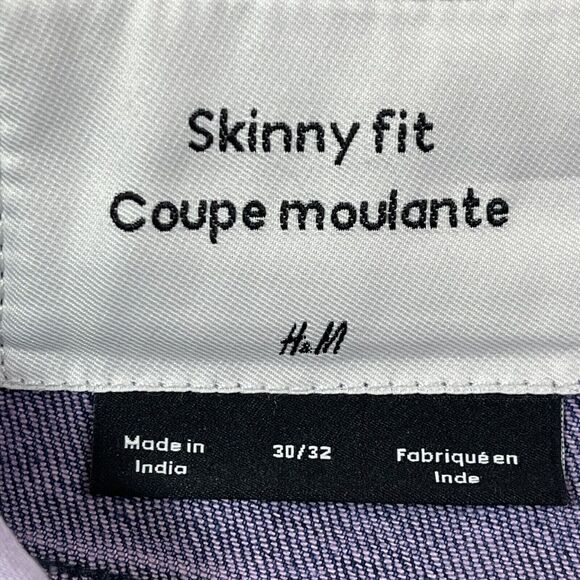 Skinny fit
Coupe moulante
H&M
Made in
India
30/32
Fabriqué en
Inde